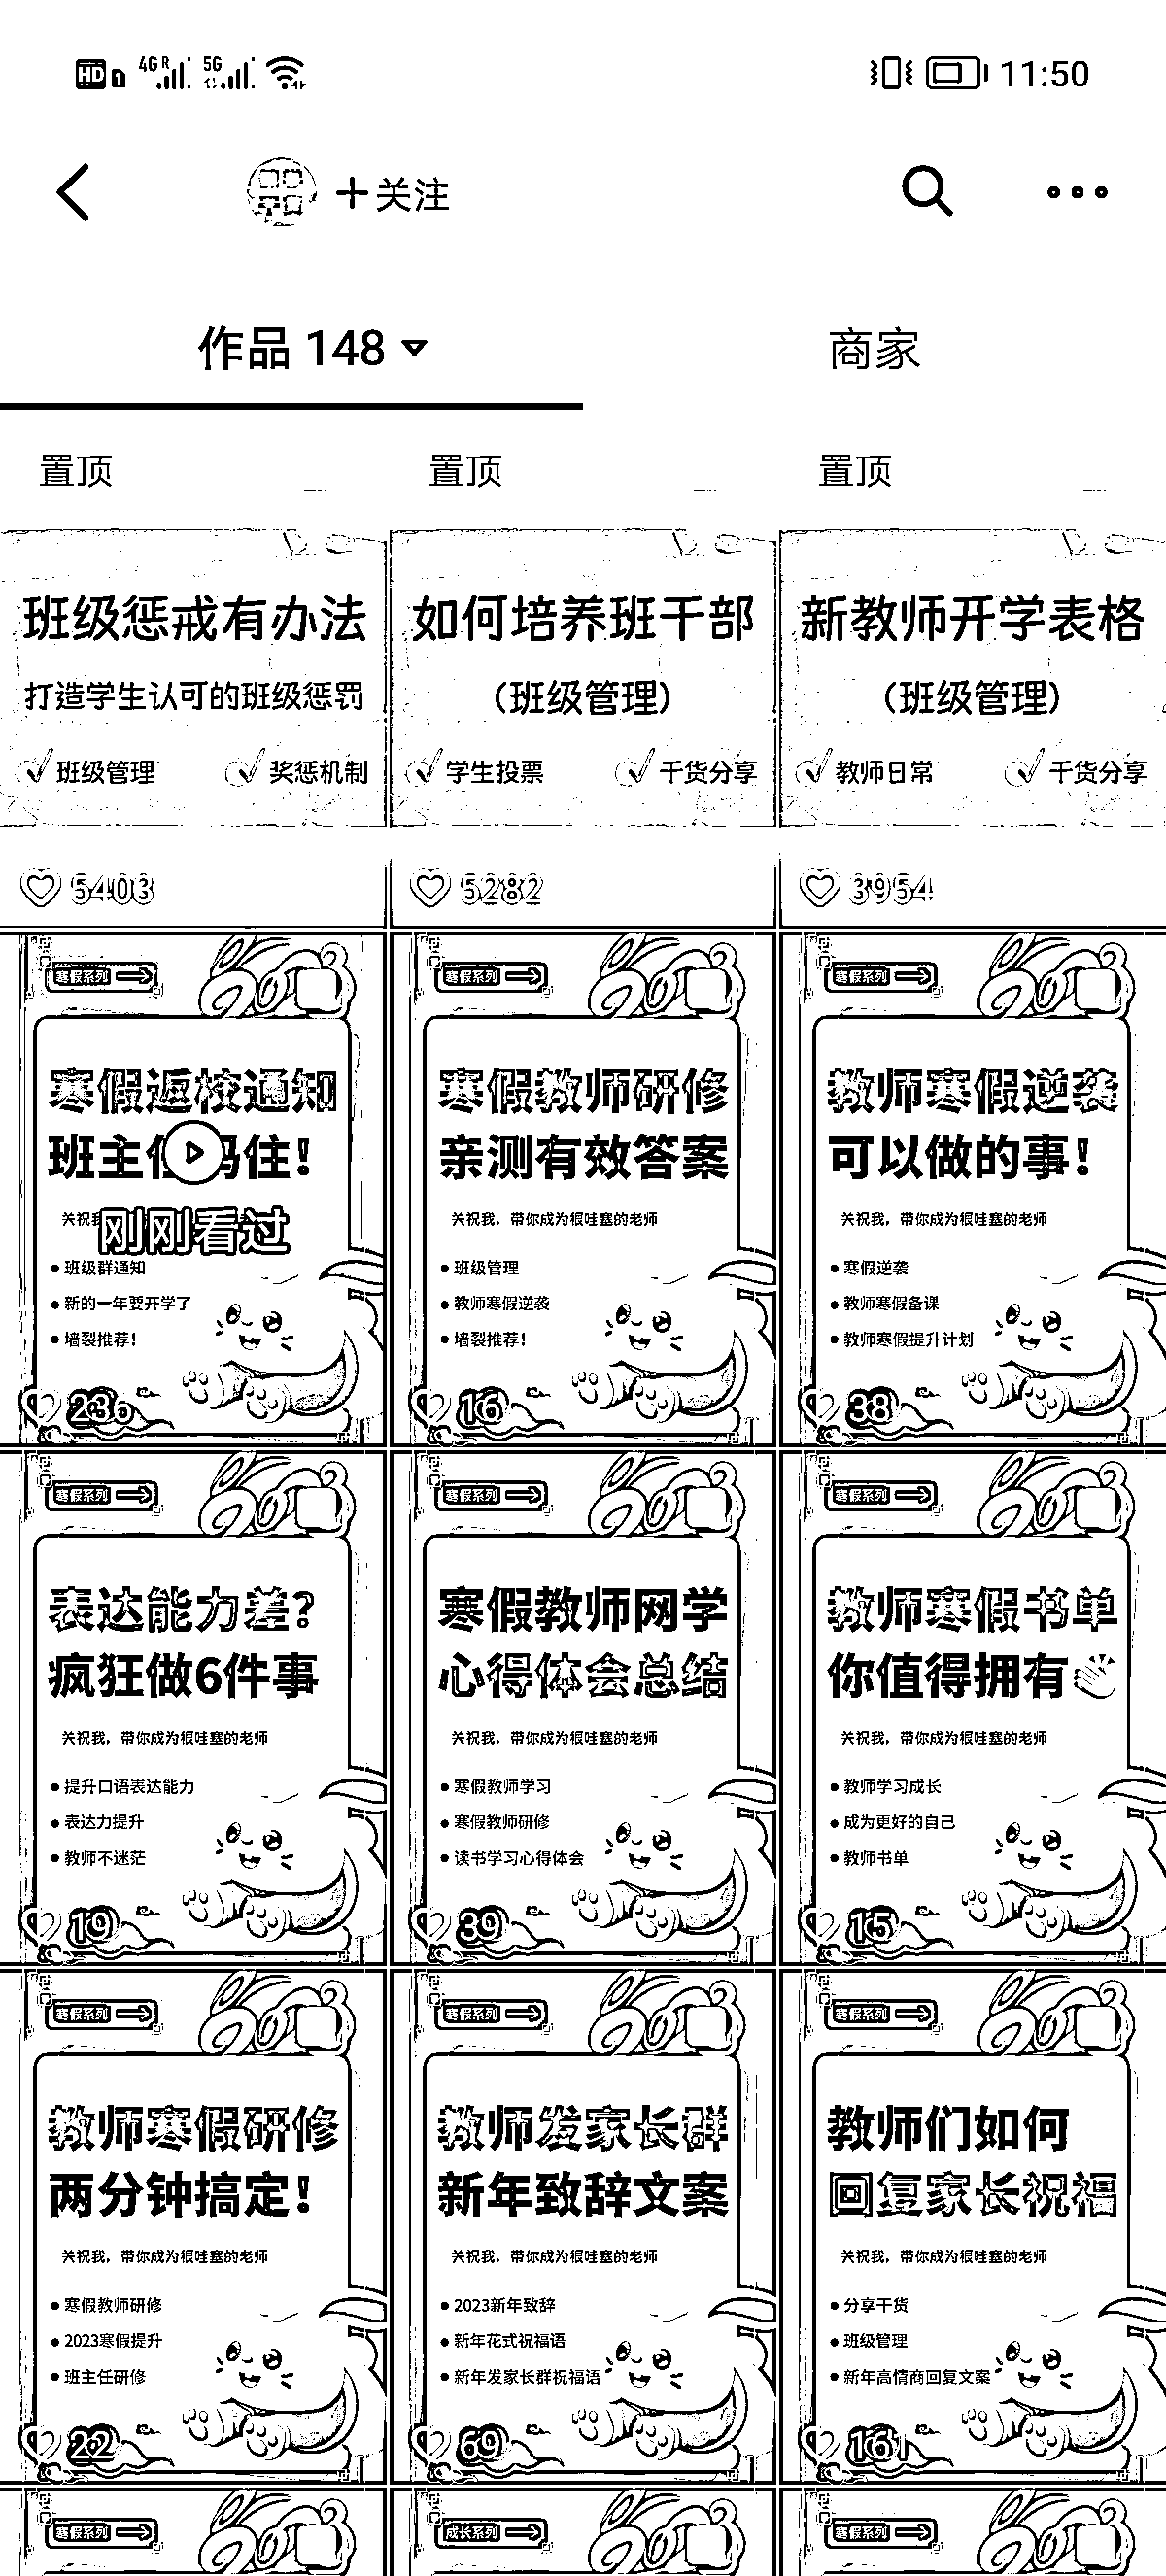 HD 1 4G R 5G 11:50
+关注
作品 148 商家
置顶 置顶 置顶
班级惩戒有办法
打造学生认可的班级惩罚
班级管理 奖惩机制
5403
如何培养班干部
（班级管理）
学生投票 干货分享
5282
新教师开学表格
（班级管理）
教师日常 干货分享
3954
寒假系列
寒假返校通知
班主任码住！
刚刚看过
班级群通知
新的一年要开学了
墙裂推荐！
236
寒假系列
寒假教师研修
亲测有效答案
关祝我，带你成为很哇塞的老师
班级管理
教师寒假逆袭
墙裂推荐！
16
寒假系列
教师寒假逆袭
可以做的事！
关祝我，带你成为很哇塞的老师
寒假逆袭
教师寒假备课
教师寒假提升计划
38
寒假系列
表达能力差？
疯狂做6件事
关祝我，带你成为很哇塞的老师
提升口语表达能力
表达力提升
教师不迷茫
19
寒假系列
寒假教师网学
心得体会总结
关祝我，带你成为很哇塞的老师
寒假教师学习
寒假教师研修
读书学习心得体会
39
寒假系列
教师寒假书单
你值得拥有👏
关祝我，带你成为很哇塞的老师
教师学习成长
成为更好的自己
教师书单
15
寒假系列
教师寒假研修
两分钟搞定！
关祝我，带你成为很哇塞的老师
寒假教师研修
2023寒假提升
班主任研修
22
寒假系列
教师发家长群
新年致辞文案
关祝我，带你成为很哇塞的老师
2023新年致辞
新年花式祝福语
新年发家长群祝福语
69
寒假系列
教师们如何
回复家长祝福
关祝我，带你成为很哇塞的老师
分享干货
班级管理
新年高情商回复文案
161
寒假系列
成长系列
寒假系列